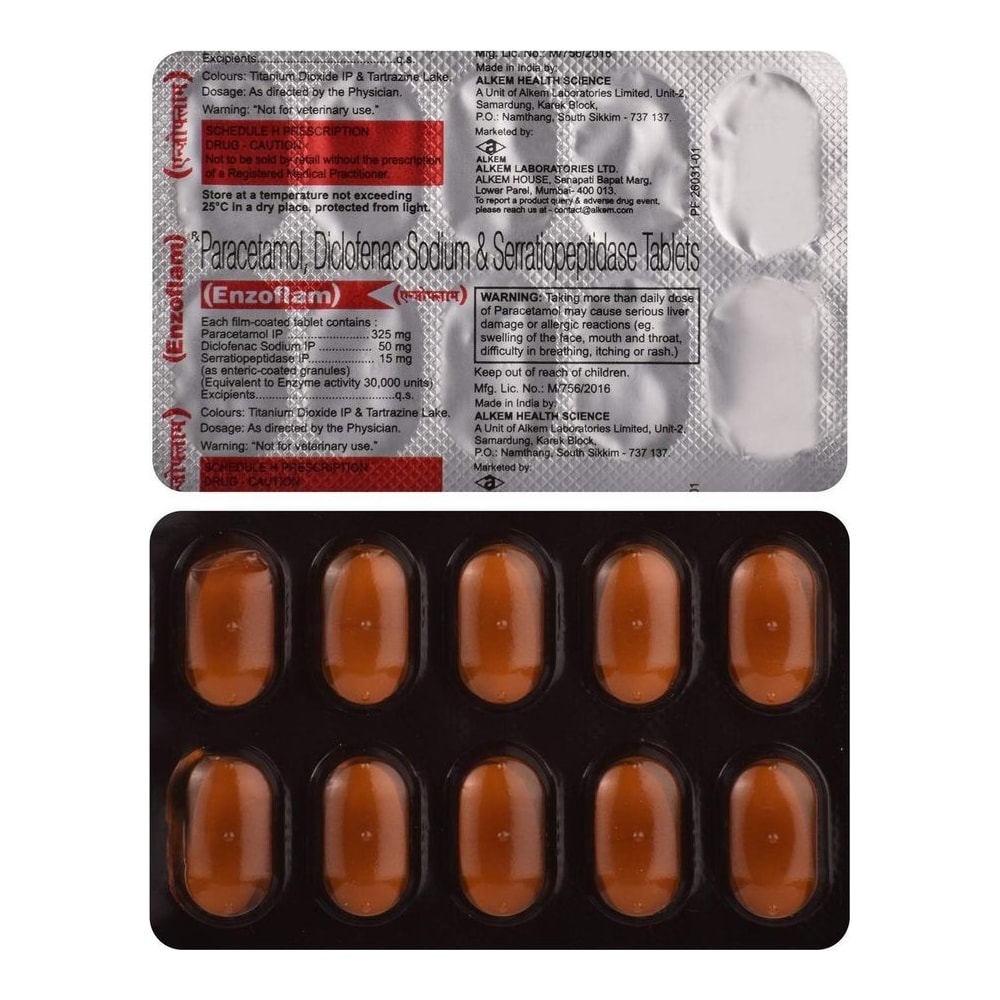 Excipients..........................q.s.
Colours: Titanium Dioxide IP & Tartrazine Lake.
Dosage: As directed by the Physician.
Warning: "Not for veterinary use."
SCHEDULE H PRESCRIPTION
DRUG - CAUTION
Not to be sold by retail without the prescription
of a Registered Medical Practitioner.
Store at a temperature not exceeding
25°C in a dry place, protected from light.
Mfg. Lic. No.: M/756/2016
Made in India by:
ALKEM HEALTH SCIENCE
A Unit of Alkem Laboratories Limited, Unit-2,
Samardung, Karek Block,
P.O.: Namthang, South Sikkim - 737 137.
Marketed by:
a
ALKEM
ALKEM LABORATORIES LTD.
ALKEM HOUSE, Senapati Bapat Marg,
Lower Parel, Mumbai- 400 013.
To report a product query & adverse drug event,
please reach us at - contact@alkem.com
PF 26031-01
(एन्ज़ोफ्लाम)
Rx Paracetamol, Diclofenac Sodium & Serratiopeptidase Tablets
(Enzoflam)
(Enzoflam)
(एन्ज़ोफ्लाम)
Each film-coated tablet contains :
Paracetamol IP ................... 325 mg
Diclofenac Sodium IP ........... 50 mg
Serratiopeptidase IP.............. 15 mg
(as enteric-coated granules)
(Equivalent to Enzyme activity 30,000 units)
Excipients..........................q.s.
Colours: Titanium Dioxide IP & Tartrazine Lake.
Dosage: As directed by the Physician.
Warning: "Not for veterinary use."
SCHEDULE H PRESCRIPTION
DRUG - CAUTION
WARNING: Taking more than daily dose
of Paracetamol may cause serious liver
damage or allergic reactions (eg.
swelling of the face, mouth and throat,
difficulty in breathing, itching or rash.)
Keep out of reach of children.
Mfg. Lic. No.: M/756/2016
Made in India by:
ALKEM HEALTH SCIENCE
A Unit of Alkem Laboratories Limited, Unit-2,
Samardung, Karek Block,
P.O.: Namthang, South Sikkim - 737 137.
Marketed by:
a
01